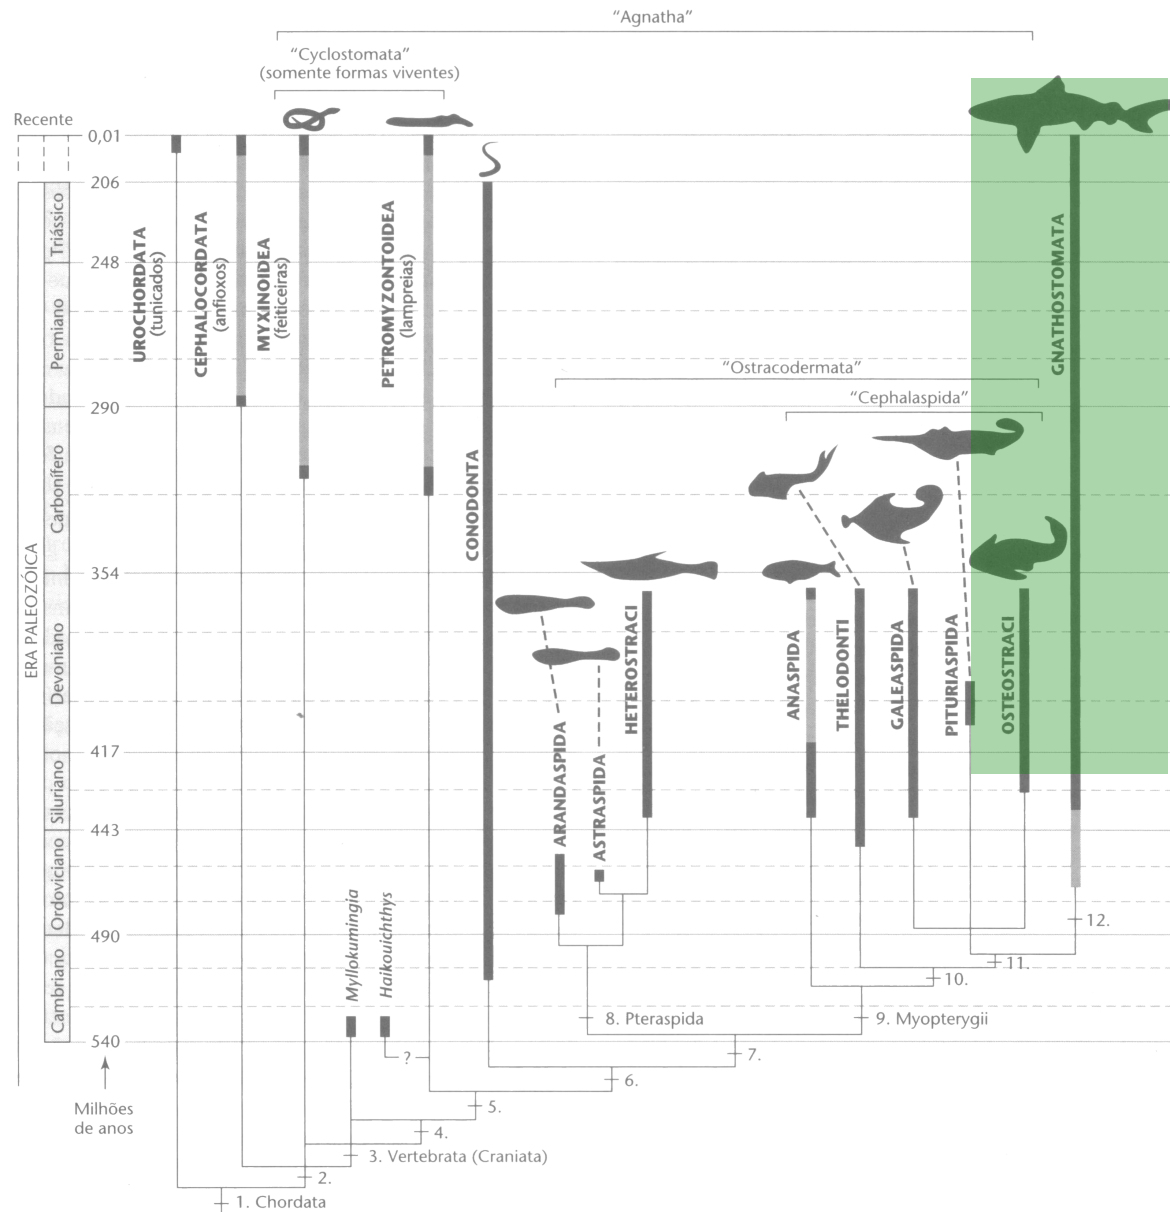 "Agnatha"
"Cyclostomata"
(somente formas viventes)
Recente
0,01
206
248
290
354
417
443
490
540
Triássico
Permiano
Carbonífero
Devoniano
Siluriano
Ordoviciano
Cambriano
ERA PALEOZÓICA
Milhões
de anos
UROCHORDATA
(tunicados)
CEPHALOCORDATA
(anfioxos)
MYXINOIDEA
(feiticeiras)
PETROMYZONTOIDEA
(lampreias)
CONODONTA
GNATHOSTOMATA
"Ostracodermata"
"Cephalaspida"
ARANDASPIDA
ASTRASPIDA
HETEROSTRACI
ANASPIDA
THELODONTI
GALEASPIDA
PITURIASPIDA
OSTEOSTRACI
Myllokumingia
Haikouichthys
?
12.
11.
10.
8. Pteraspida
9. Myopterygii
7.
6.
5.
4.
3. Vertebrata (Craniata)
2.
1. Chordata